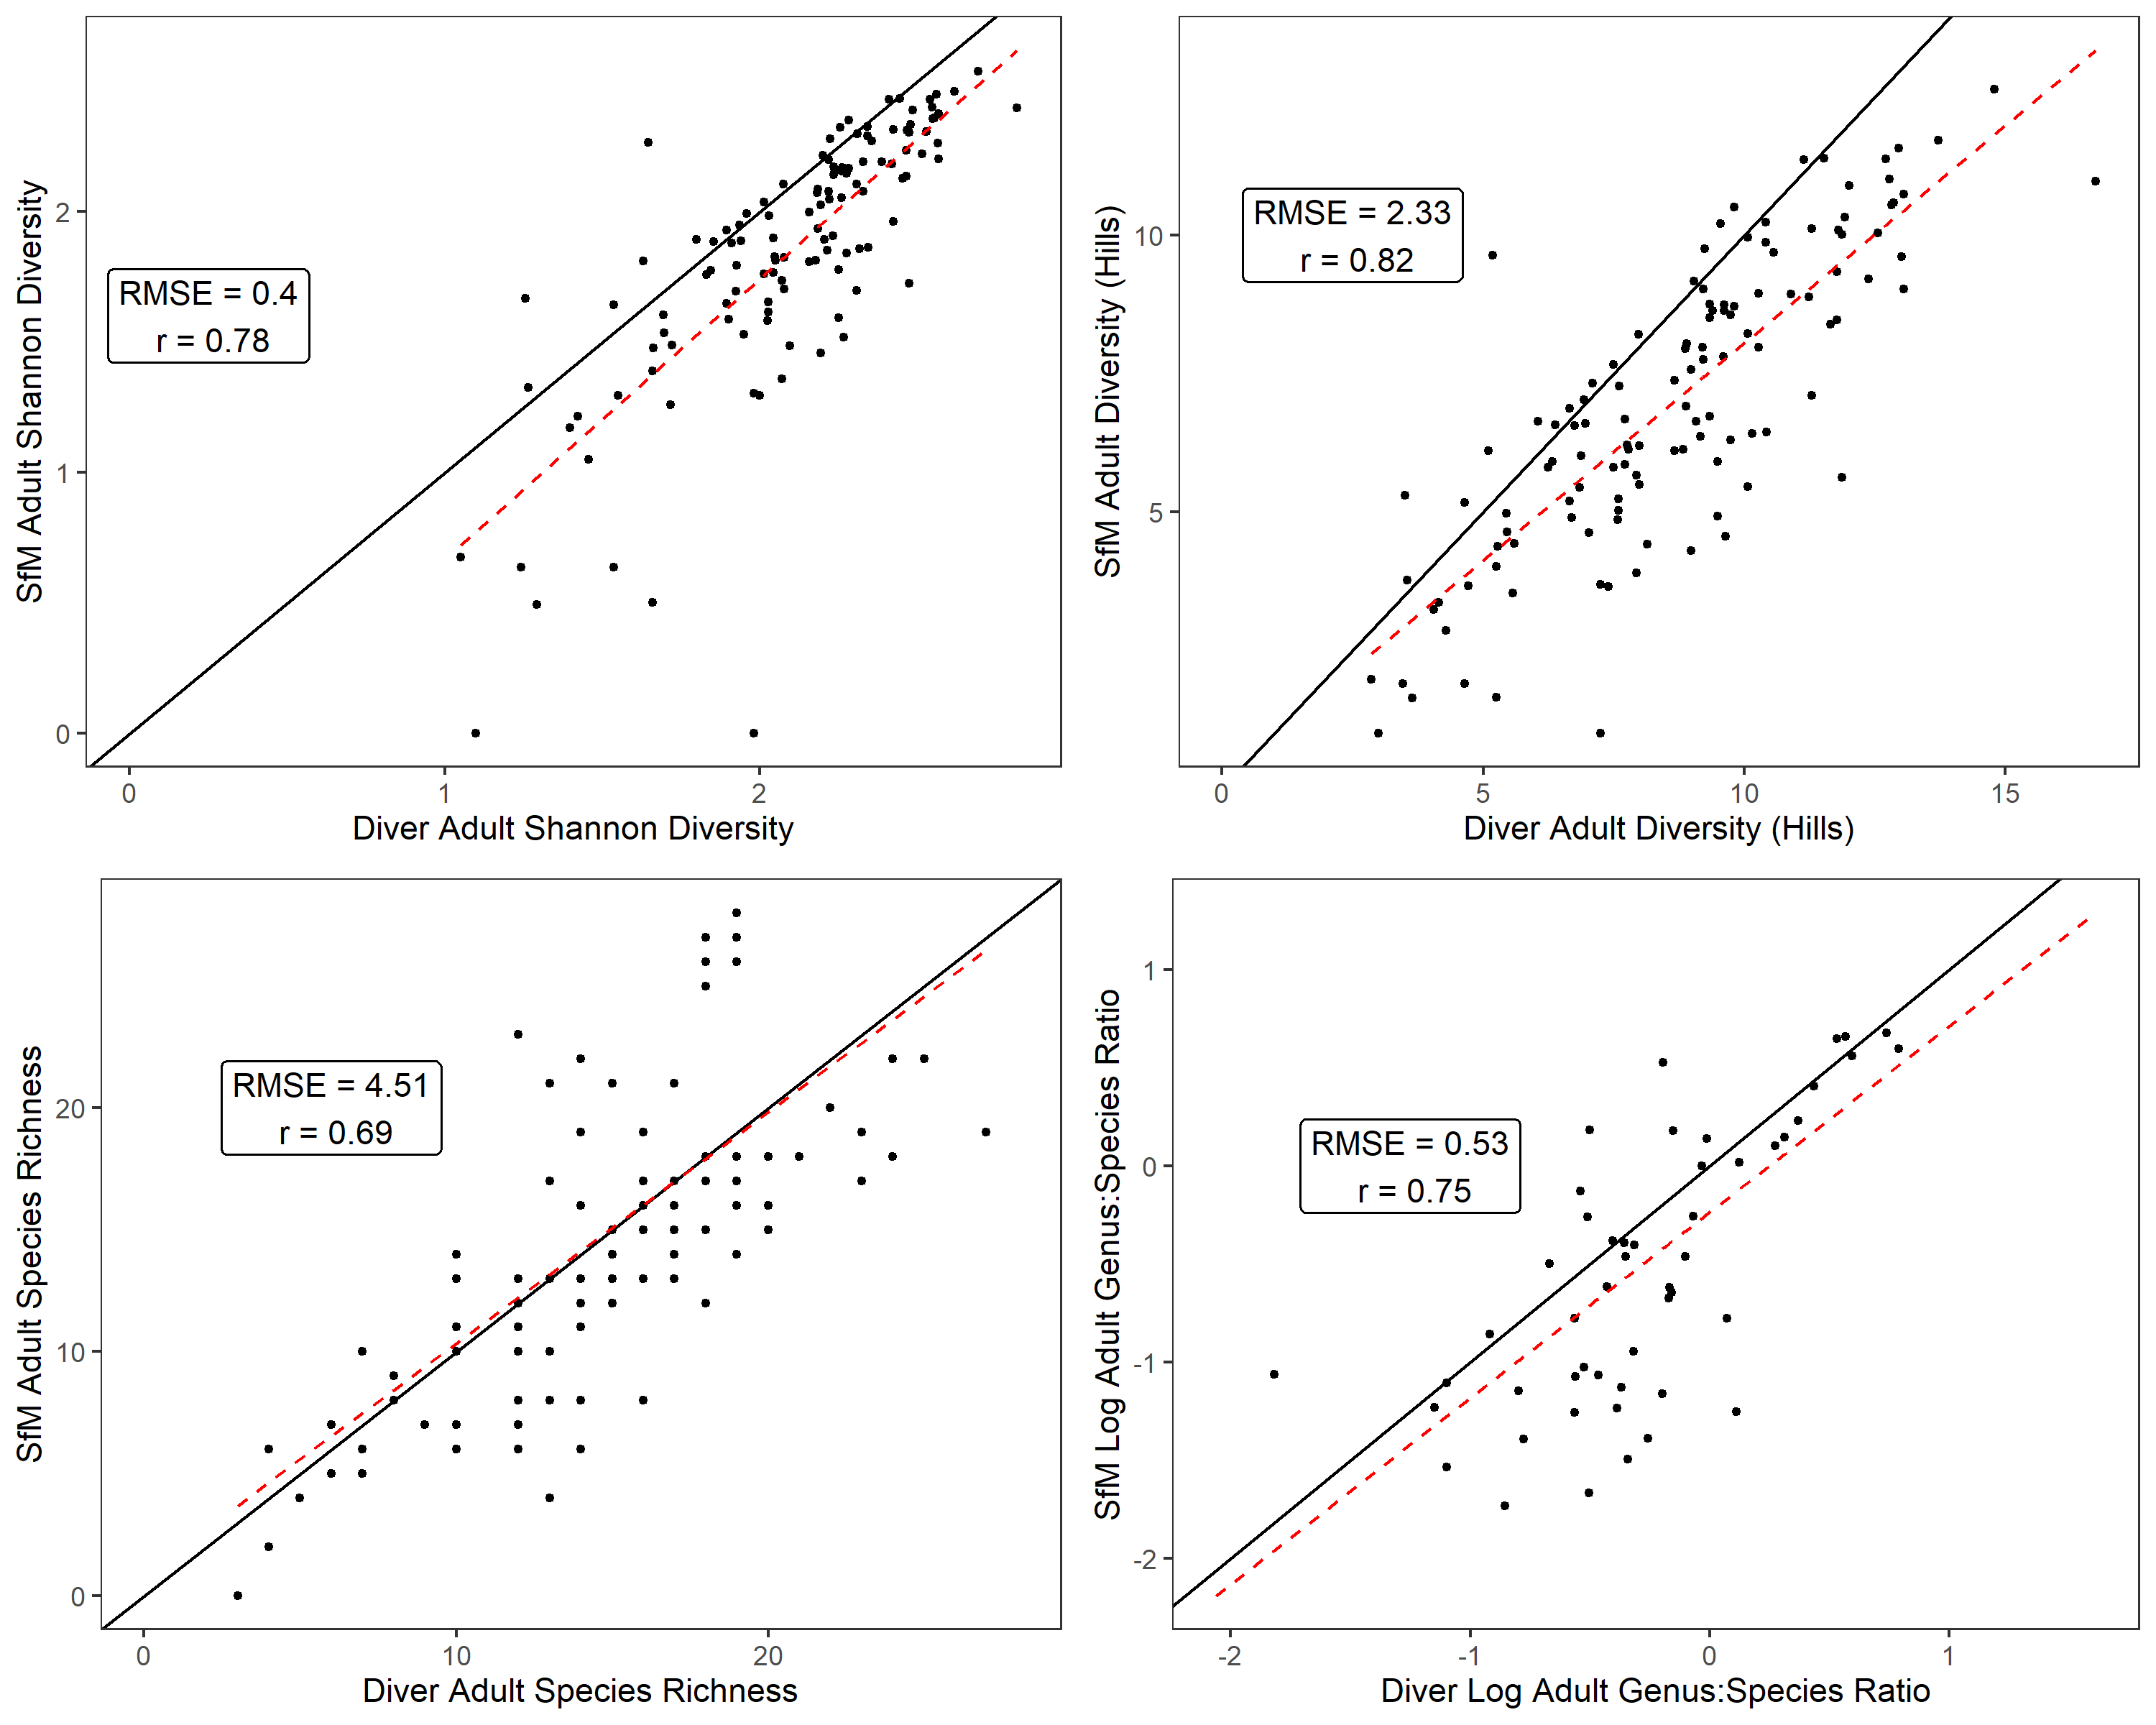 SfM Adult Shannon Diversity
2
1
0
RMSE = 0.4
r = 0.78
0
1
2
Diver Adult Shannon Diversity
SfM Adult Diversity (Hills)
10
5
RMSE = 2.33
r = 0.82
0
5
10
15
Diver Adult Diversity (Hills)
SfM Adult Species Richness
20
10
0
RMSE = 4.51
r = 0.69
0
10
20
Diver Adult Species Richness
SfM Log Adult Genus:Species Ratio
1
0
-1
-2
RMSE = 0.53
r = 0.75
-2
-1
0
1
Diver Log Adult Genus:Species Ratio